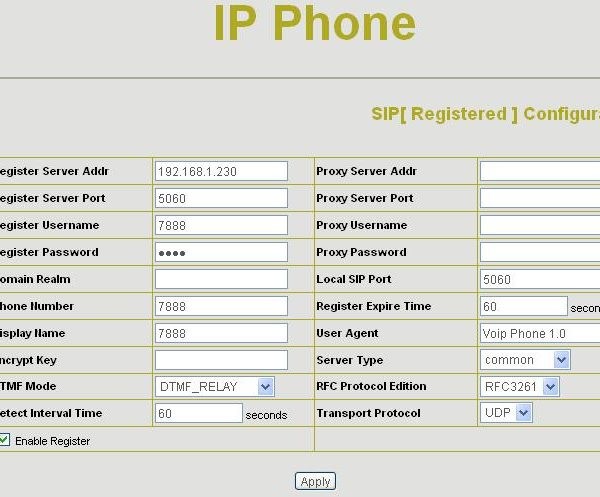 IP Phone
SIP[ Registered ] Configura
egister Server Addr 192.168.1.230 Proxy Server Addr
egister Server Port 5060 Proxy Server Port
egister Username 7888 Proxy Username
egister Password •••• Proxy Password
omain Realm Local SIP Port 5060
hone Number 7888 Register Expire Time 60 secon
isplay Name 7888 User Agent Voip Phone 1.0
ncrypt Key Server Type common
TMF Mode DTMF_RELAY RFC Protocol Edition RFC3261
etect Interval Time 60 seconds Transport Protocol UDP
Enable Register
Apply